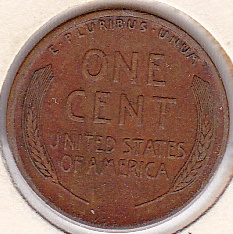 E · PLURIBUS · UNUM
ONE
CENT
UNITED STATES
OF AMERICA